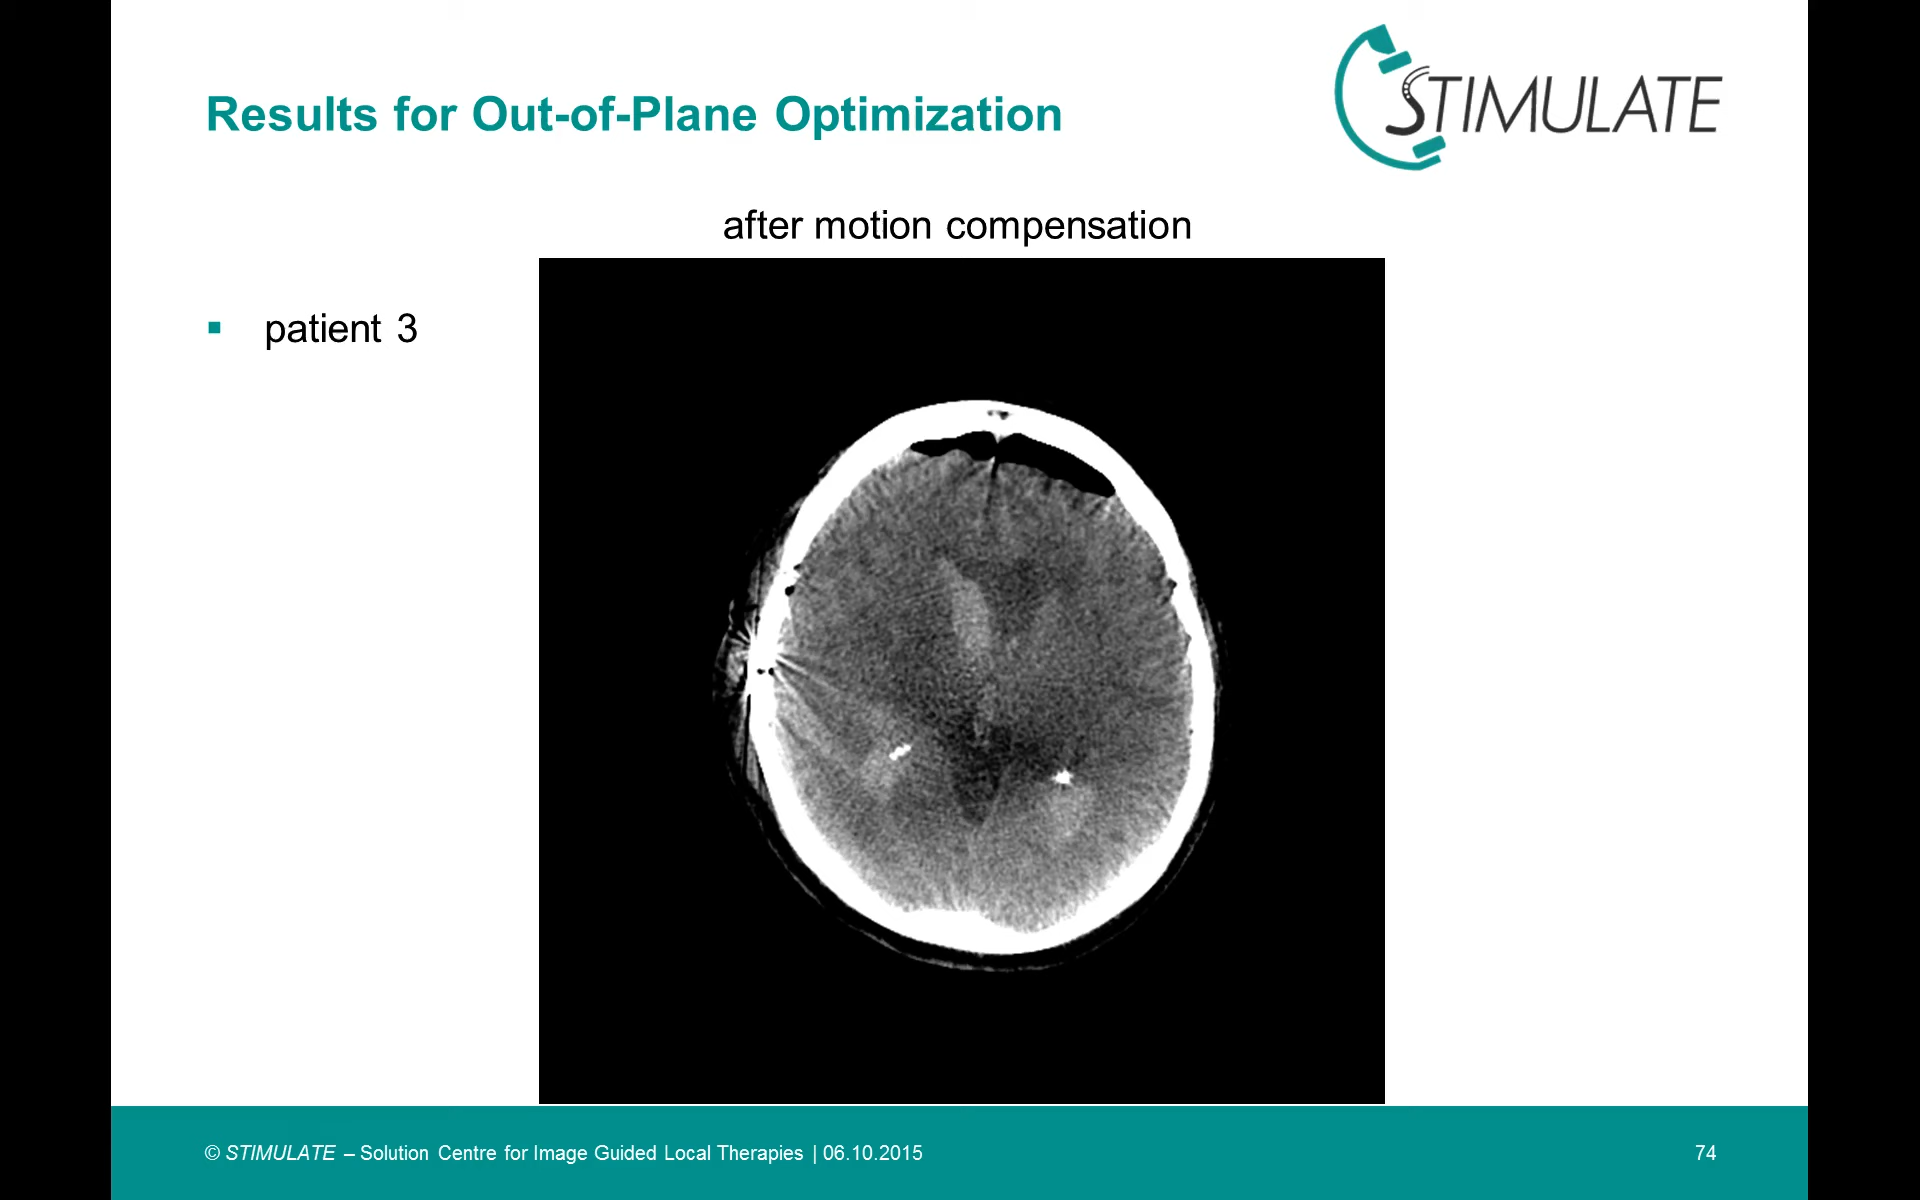 STIMULATE
Results for Out-of-Plane Optimization
after motion compensation
▪ patient 3
© STIMULATE – Solution Centre for Image Guided Local Therapies | 06.10.2015
74